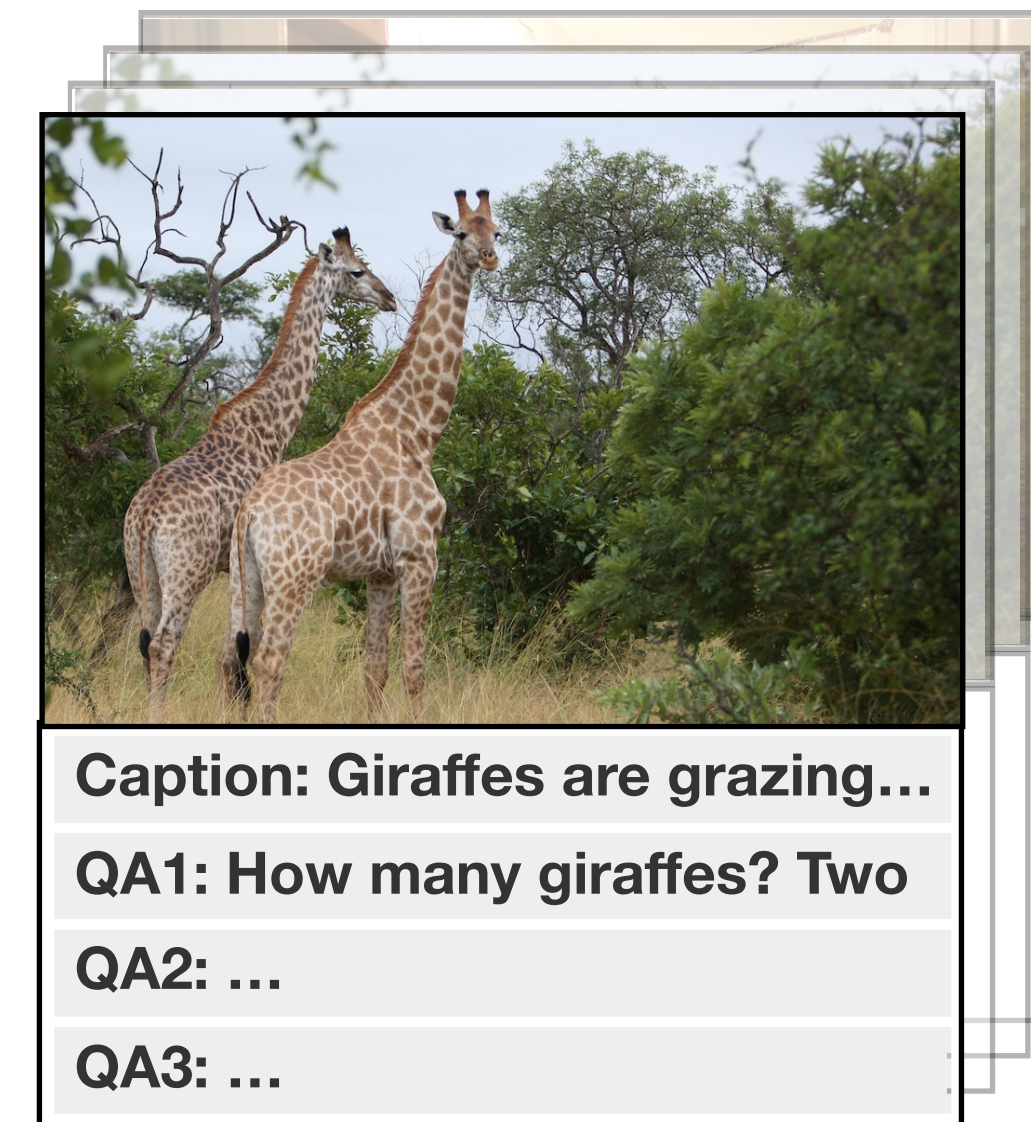 Caption: Giraffes are grazing…
QA1: How many giraffes? Two
QA2: …
QA3: …